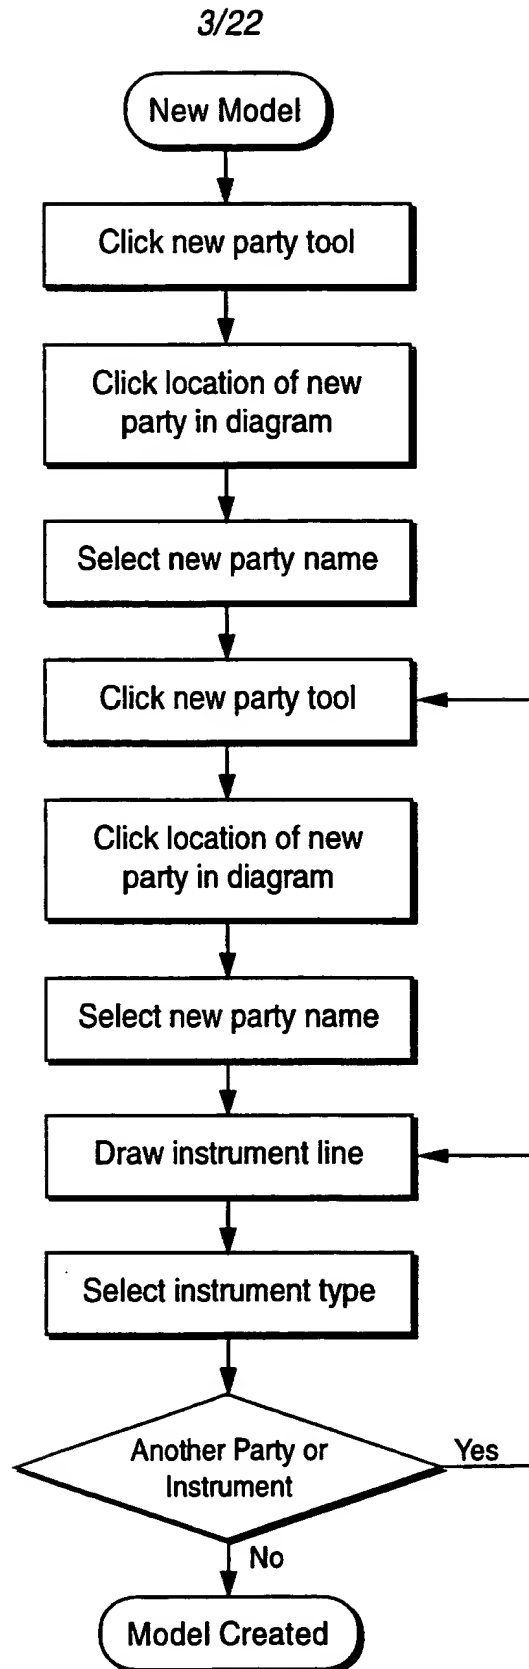 3/22
New Model
Click new party tool
Click location of new
party in diagram
Select new party name
Click new party tool
Click location of new
party in diagram
Select new party name
Draw instrument line
Select instrument type
Another Party or
Instrument
Yes
No
Model Created